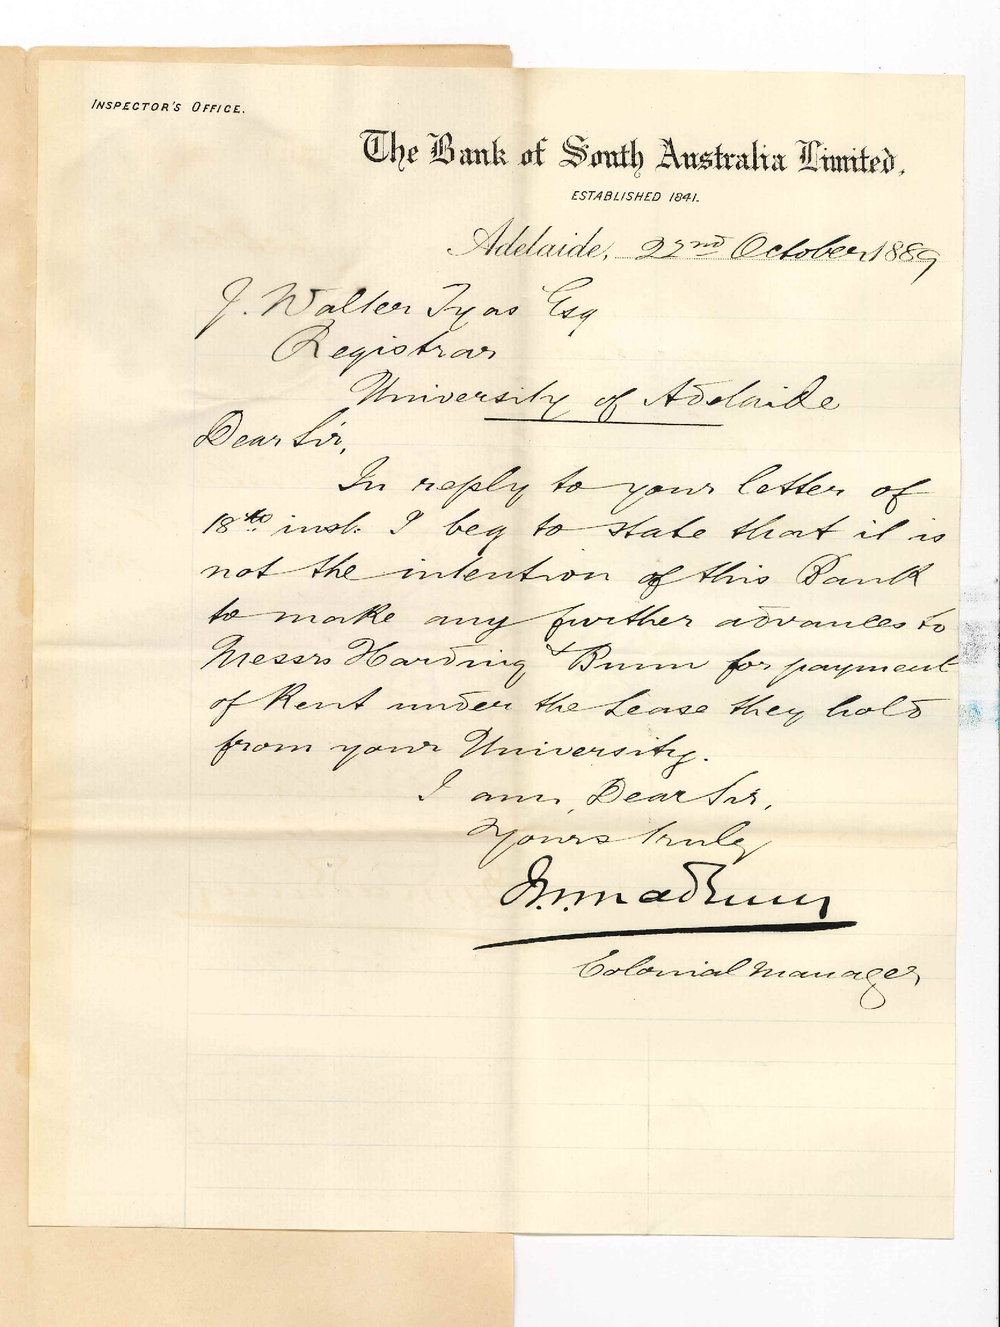 INSPECTOR'S OFFICE.
The Bank of South Australia Limited.
ESTABLISHED 1841.
Adelaide, 22nd October 1889
J. Walter Tyas Esq
Registrar
University of Adelaide
Dear Sir,
In reply to your letter of
18th inst. I beg to state that it is
not the intention of this Bank
to make any further advances to
Messrs Harding & Bunn for payment
of Rent under the Lease they hold
from your University.
I am, Dear Sir,
Yours truly
Colonial Manager